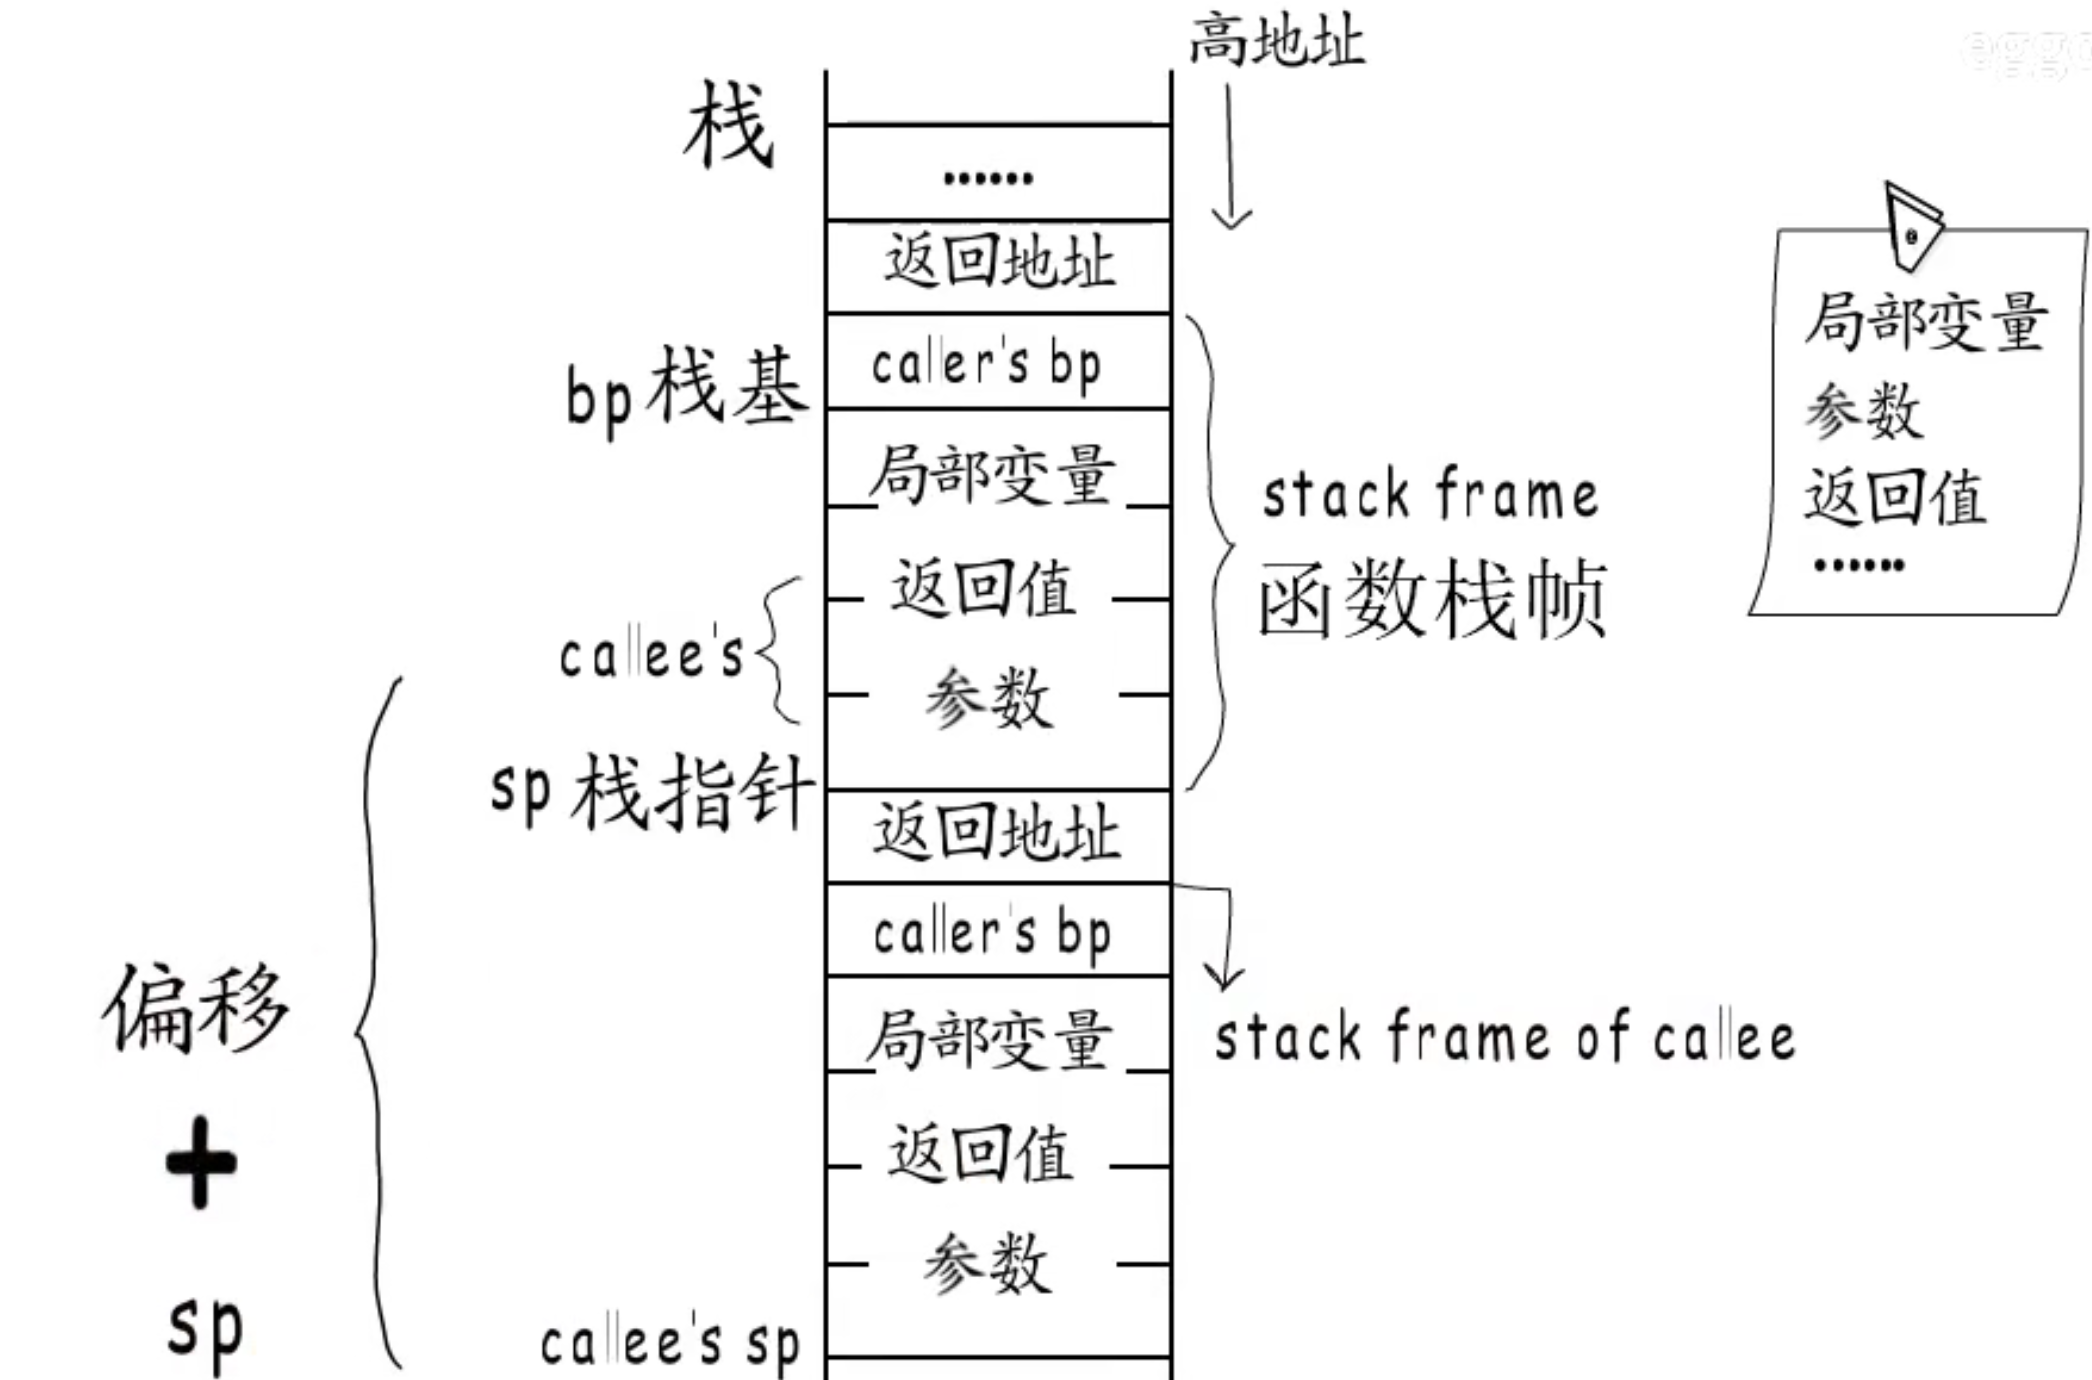 高地址
栈
......
返回地址
bp 栈基
caller's bp
局部变量
返回值
callee's
参数
stack frame
函数栈帧
局部变量
参数
返回值
......
sp 栈指针
返回地址
caller's bp
局部变量
stack frame of callee
返回值
参数
callee's sp
偏移
+
sp